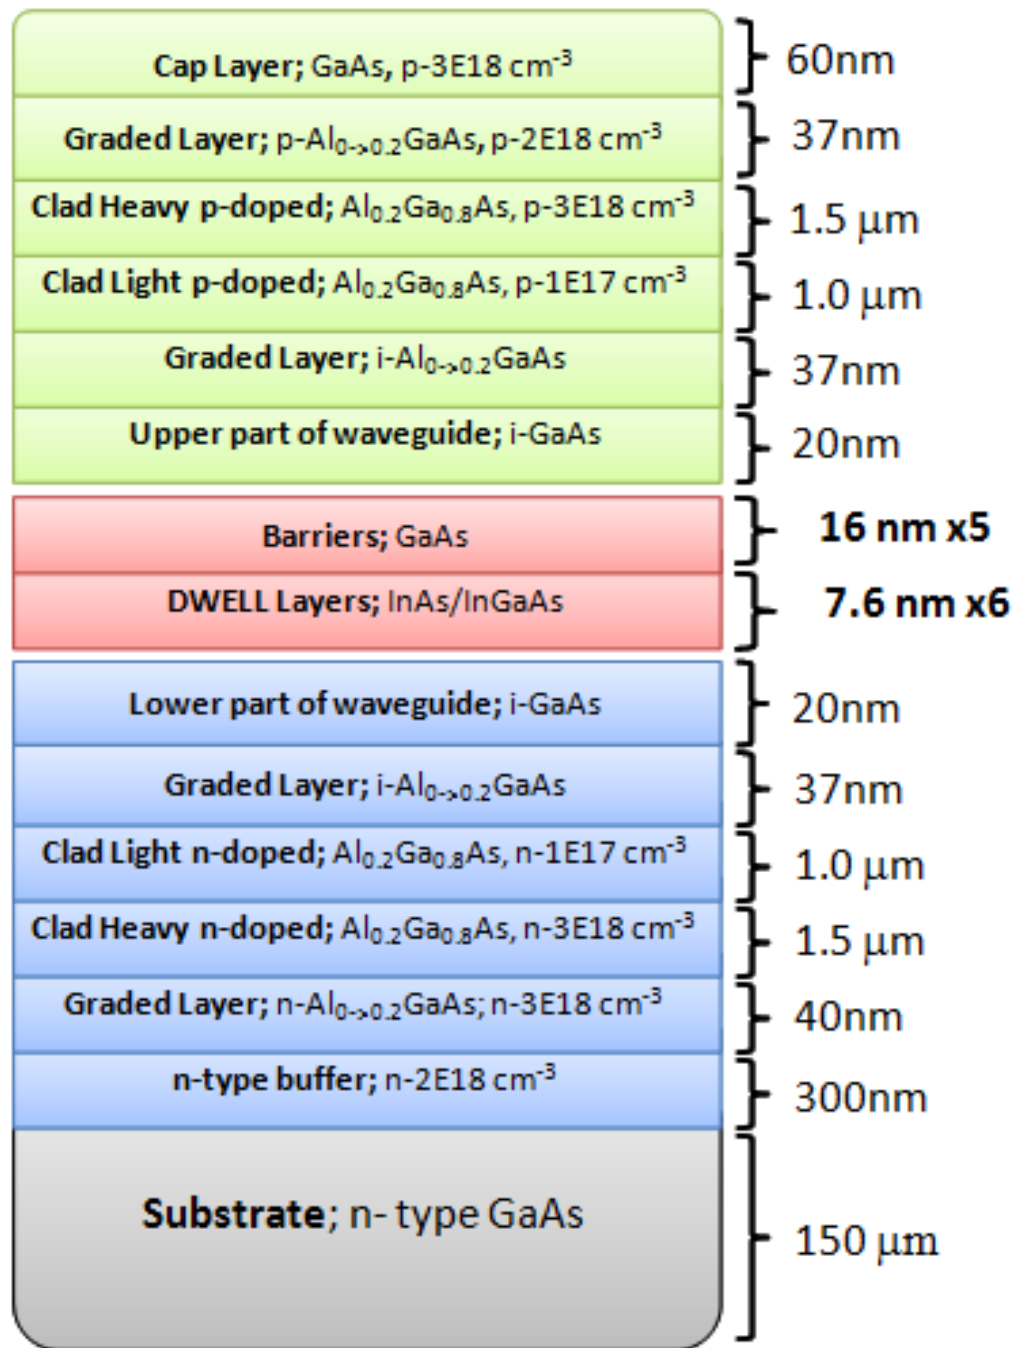 Cap Layer; GaAs, p-3E18 cm⁻³ 60nm
Graded Layer; p-Al₀₋>₀.₂GaAs, p-2E18 cm⁻³ 37nm
Clad Heavy p-doped; Al₀.₂Ga₀.₈As, p-3E18 cm⁻³ 1.5 μm
Clad Light p-doped; Al₀.₂Ga₀.₈As, p-1E17 cm⁻³ 1.0 μm
Graded Layer; i-Al₀₋>₀.₂GaAs 37nm
Upper part of waveguide; i-GaAs 20nm
Barriers; GaAs 16 nm x5
DWELL Layers; InAs/InGaAs 7.6 nm x6
Lower part of waveguide; i-GaAs 20nm
Graded Layer; i-Al₀₋>₀.₂GaAs 37nm
Clad Light n-doped; Al₀.₂Ga₀.₈As, n-1E17 cm⁻³ 1.0 μm
Clad Heavy n-doped; Al₀.₂Ga₀.₈As, n-3E18 cm⁻³ 1.5 μm
Graded Layer; n-Al₀₋>₀.₂GaAs; n-3E18 cm⁻³ 40nm
n-type buffer; n-2E18 cm⁻³ 300nm
Substrate; n- type GaAs 150 μm